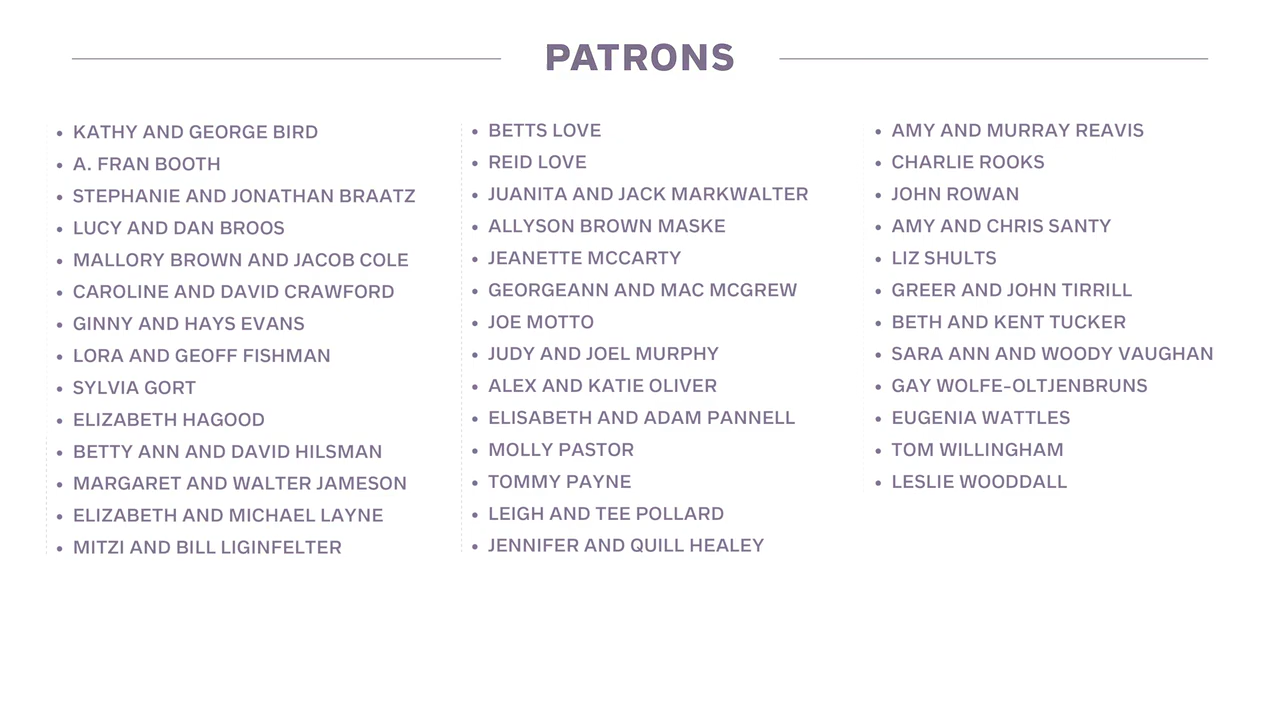 PATRONS
• KATHY AND GEORGE BIRD
• A. FRAN BOOTH
• STEPHANIE AND JONATHAN BRAATZ
• LUCY AND DAN BROOS
• MALLORY BROWN AND JACOB COLE
• CAROLINE AND DAVID CRAWFORD
• GINNY AND HAYS EVANS
• LORA AND GEOFF FISHMAN
• SYLVIA GORT
• ELIZABETH HAGOOD
• BETTY ANN AND DAVID HILSMAN
• MARGARET AND WALTER JAMESON
• ELIZABETH AND MICHAEL LAYNE
• MITZI AND BILL LIGINFELTER
• BETTS LOVE
• REID LOVE
• JUANITA AND JACK MARKWALTER
• ALLYSON BROWN MASKE
• JEANETTE MCCARTY
• GEORGEANN AND MAC MCGREW
• JOE MOTTO
• JUDY AND JOEL MURPHY
• ALEX AND KATIE OLIVER
• ELISABETH AND ADAM PANNELL
• MOLLY PASTOR
• TOMMY PAYNE
• LEIGH AND TEE POLLARD
• JENNIFER AND QUILL HEALEY
• AMY AND MURRAY REAVIS
• CHARLIE ROOKS
• JOHN ROWAN
• AMY AND CHRIS SANTY
• LIZ SHULTS
• GREER AND JOHN TIRRILL
• BETH AND KENT TUCKER
• SARA ANN AND WOODY VAUGHAN
• GAY WOLFE-OLTJENBRUNS
• EUGENIA WATTLES
• TOM WILLINGHAM
• LESLIE WOODDALL